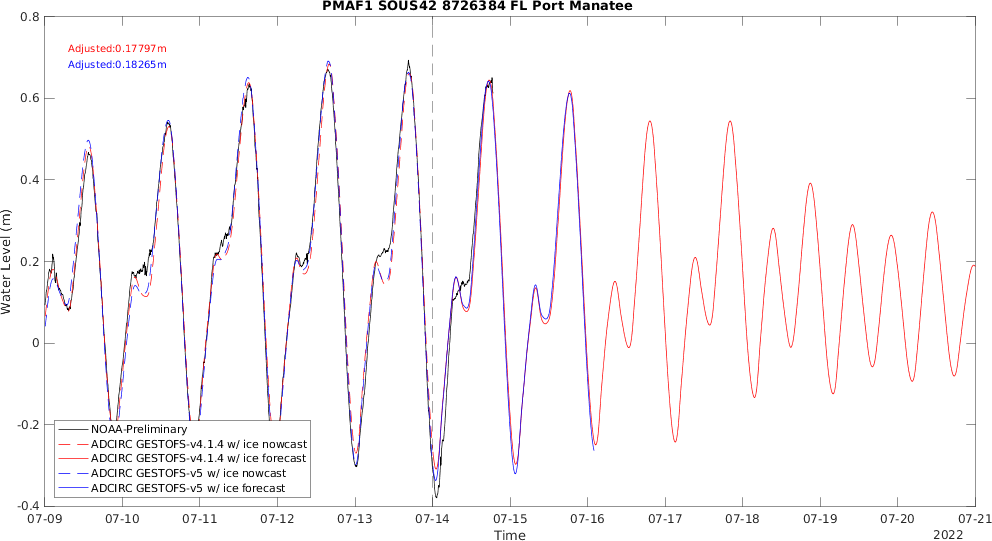 PMAF1 SOUS42 8726384 FL Port Manatee
Adjusted:0.17797m
Adjusted:0.18265m
Water Level (m)
0.8
0.6
0.4
0.2
0
-0.2
-0.4
NOAA-Preliminary
ADCIRC GESTOFS-v4.1.4 w/ ice nowcast
ADCIRC GESTOFS-v4.1.4 w/ ice forecast
ADCIRC GESTOFS-v5 w/ ice nowcast
ADCIRC GESTOFS-v5 w/ ice forecast
07-09 07-10 07-11 07-12 07-13 07-14 07-15 07-16 07-17 07-18 07-19 07-20 07-21
Time
2022